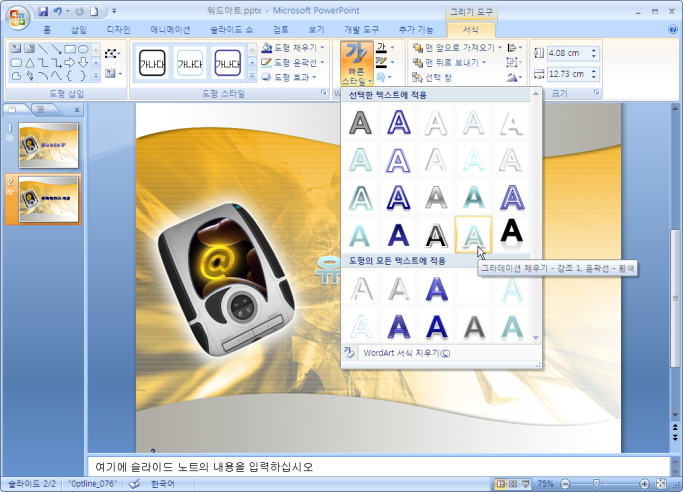 워드아트.pptx - Microsoft PowerPoint
그리기 도구
홈 삽입 디자인 애니메이션 슬라이드 쇼 검토 보기 개발 도구 추가 기능 서식
가나다 가나다 가나다
도형 채우기
도형 윤곽선
도형 효과
빠른
스타일
맨 앞으로 가져오기
맨 뒤로 보내기
선택 창
4.08 cm
12.73 cm
도형 삽입
도형 스타일
크기
선택한 텍스트에 적용
1
Mobile IP
2
그라데이션 채우기 - 강조 1, 윤곽선 - 흰색
도형의 모든 텍스트에 적용
WordArt 서식 지우기(C)
유
2
여기에 슬라이드 노트의 내용을 입력하십시오
슬라이드 2/2
"0ptline_076"
한국어
75%